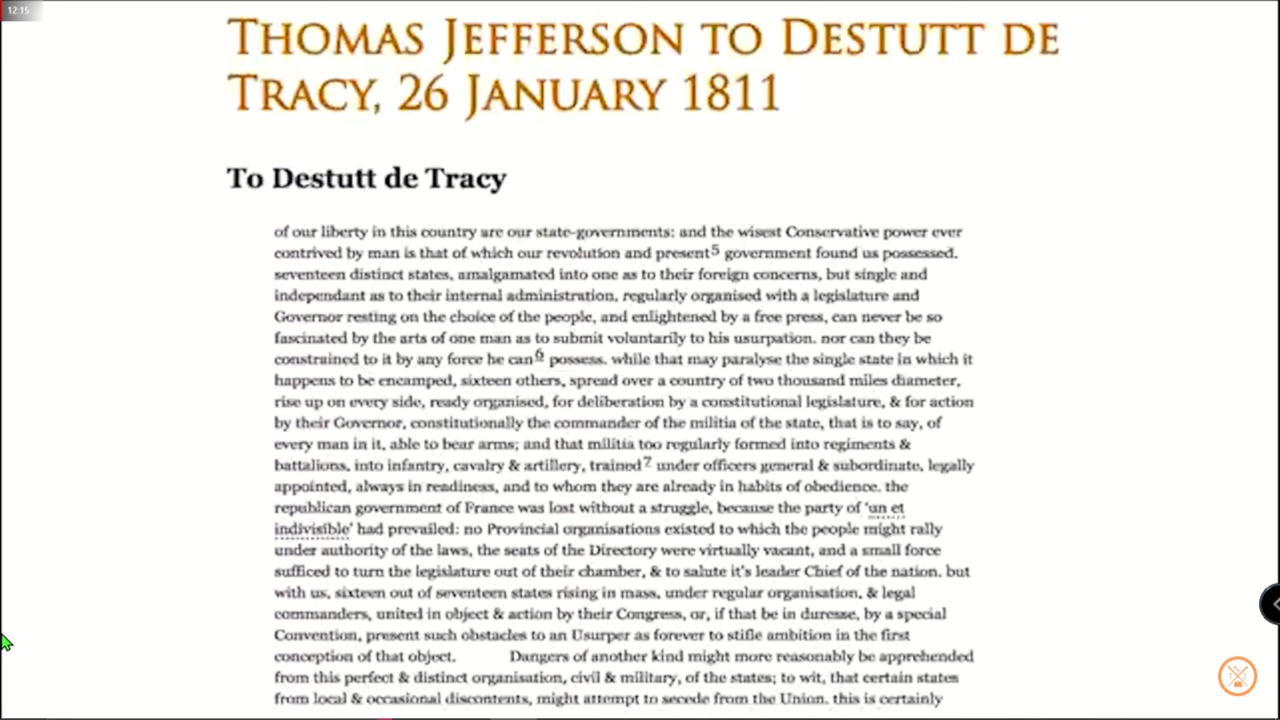 12:15
THOMAS JEFFERSON TO DESTUTT DE
TRACY, 26 JANUARY 1811
To Destutt de Tracy
of our liberty in this country are our state-governments: and the wisest Conservative power ever
contrived by man is that of which our revolution and present5 government found us possessed.
seventeen distinct states, amalgamated into one as to their foreign concerns, but single and
independant as to their internal administration, regularly organised with a legislature and
Governor resting on the choice of the people, and enlightened by a free press, can never be so
fascinated by the arts of one man as to submit voluntarily to his usurpation. nor can they be
constrained to it by any force he can6 possess. while that may paralyse the single state in which it
happens to be encamped, sixteen others, spread over a country of two thousand miles diameter,
rise up on every side, ready organised, for deliberation by a constitutional legislature, & for action
by their Governor, constitutionally the commander of the militia of the state, that is to say, of
every man in it, able to bear arms; and that militia too regularly formed into regiments &
battalions, into infantry, cavalry & artillery, trained7 under officers general & subordinate, legally
appointed, always in readiness, and to whom they are already in habits of obedience. the
republican government of France was lost without a struggle, because the party of ‘un et
indivisible’ had prevailed: no Provincial organisations existed to which the people might rally
under authority of the laws, the seats of the Directory were virtually vacant, and a small force
sufficed to turn the legislature out of their chamber, & to salute it's leader Chief of the nation. but
with us, sixteen out of seventeen states rising in mass, under regular organisation, & legal
commanders, united in object & action by their Congress, or, if that be in duresse, by a special
Convention, present such obstacles to an Usurper as forever to stifle ambition in the first
conception of that object. Dangers of another kind might more reasonably be apprehended
from this perfect & distinct organisation, civil & military, of the states; to wit, that certain states
from local & occasional discontents, might attempt to secede from the Union. this is certainly